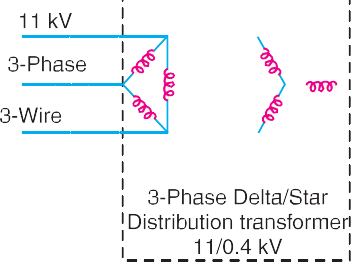 11 kV
3-Phase
3-Wire
3-Phase Delta/Star
Distribution transformer
11/0.4 kV